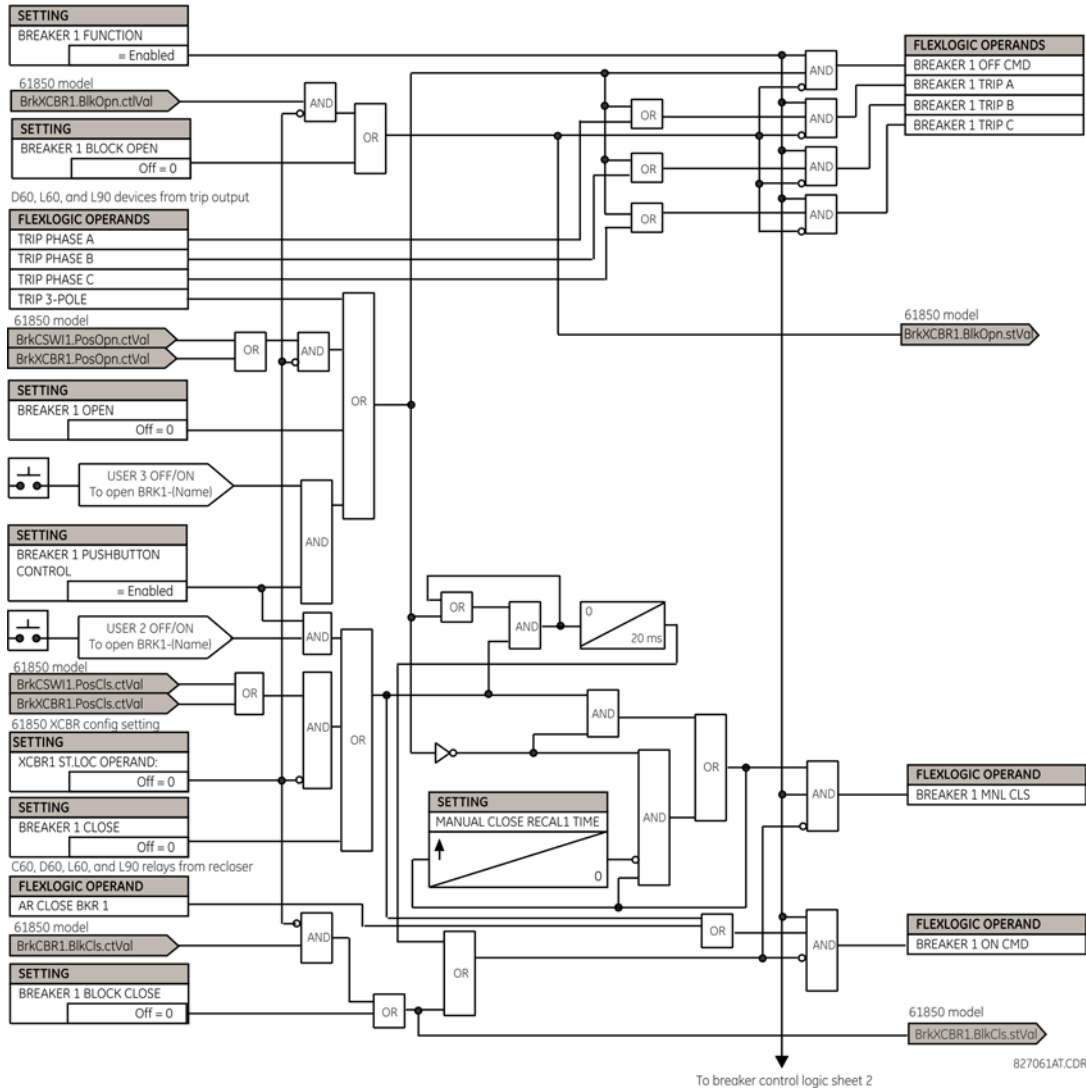 SETTING
BREAKER 1 FUNCTION
= Enabled
61850 model
BrkXCBR1.BlkOpn.ctlVal
SETTING
BREAKER 1 BLOCK OPEN
Off = 0
D60, L60, and L90 devices from trip output
FLEXLOGIC OPERANDS
TRIP PHASE A
TRIP PHASE B
TRIP PHASE C
TRIP 3-POLE
61850 model
BrkCSWI1.PosOpn.ctVal
BrkXCBR1.PosOpn.ctVal
SETTING
BREAKER 1 OPEN
Off = 0
USER 3 OFF/ON
To open BRK1-(Name)
SETTING
BREAKER 1 PUSHBUTTON
CONTROL
= Enabled
USER 2 OFF/ON
To open BRK1-(Name)
61850 model
BrkCSWI1.PosCls.ctVal
BrkXCBR1.PosCls.ctVal
61850 XCBR config setting
SETTING
XCBR1 ST.LOC OPERAND:
Off = 0
SETTING
BREAKER 1 CLOSE
Off = 0
C60, D60, L60, and L90 relays from recloser
FLEXLOGIC OPERAND
AR CLOSE BKR 1
61850 model
BrkCBR1.BlkCls.ctVal
SETTING
BREAKER 1 BLOCK CLOSE
Off = 0
AND
OR
OR
AND
OR
AND
AND
OR
AND
OR
AND
OR
OR
AND
0
20 ms
AND
OR
AND
SETTING
MANUAL CLOSE RECAL1 TIME
0
OR
OR
OR
OR
OR
AND
AND
AND
AND
AND
AND
FLEXLOGIC OPERANDS
BREAKER 1 OFF CMD
BREAKER 1 TRIP A
BREAKER 1 TRIP B
BREAKER 1 TRIP C
61850 model
BrkXCBR1.BlkOpn.stVal
FLEXLOGIC OPERAND
BREAKER 1 MNL CLS
FLEXLOGIC OPERAND
BREAKER 1 ON CMD
61850 model
BrkXCBR1.BlkCls.stVal
827061AT.CDR
To breaker control logic sheet 2